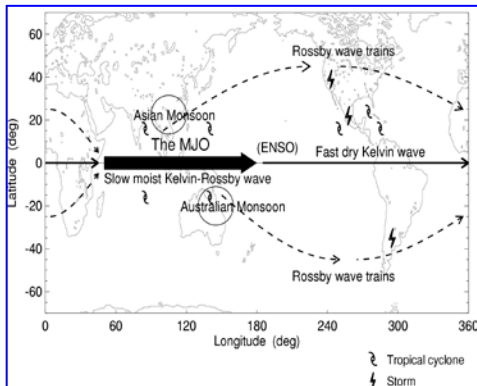 Rossby wave trains
Asian Monsoon
The MJO
(ENSO)
Fast dry Kelvin wave
Slow moist Kelvin-Rossby wave
Australian Monsoon
Rossby wave trains
Latitude (deg)
60
40
20
0
-20
-40
-60
0
60
120
180
240
300
360
Longitude (deg)
Tropical cyclone
Storm